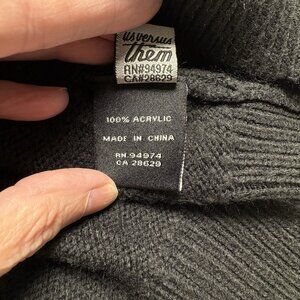 us versus
them
RN#94974
CA#28629
100% ACRYLIC
MADE IN CHINA
RN 94974
CA 28629